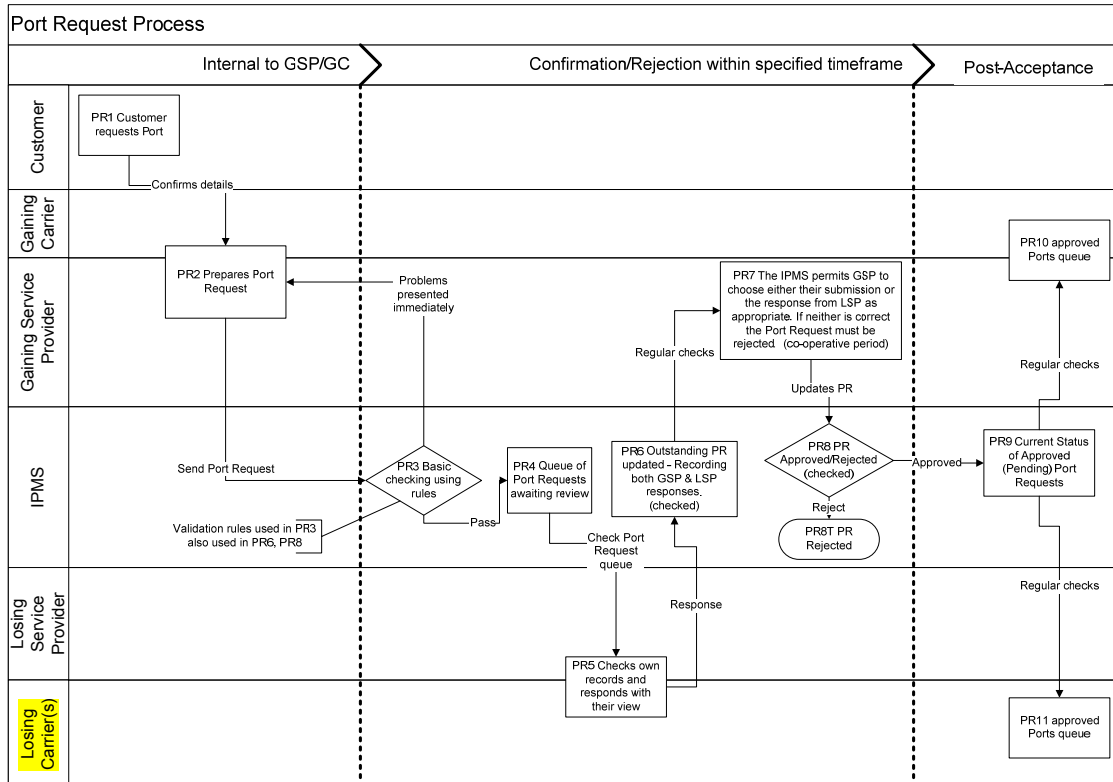 Port Request Process
Internal to GSP/GC
Confirmation/Rejection within specified timeframe
Post-Acceptance
Customer
PR1 Customer
requests Port
Confirms details
Gaining
Carrier
PR2 Prepares Port
Request
PR10 approved
Ports queue
Gaining Service
Provider
Problems
presented
immediately
PR7 The IPMS permits GSP to
choose either their submission or
the response from LSP as
appropriate. If neither is correct
the Port Request must be
rejected. (co-operative period)
Regular checks
Regular checks
Updates PR
IPMS
Send Port Request
PR3 Basic
checking using
rules
Pass
Validation rules used in PR3
also used in PR6, PR8
PR4 Queue of
Port Requests
awaiting review
Check Port
Request
queue
PR6 Outstanding PR
updated - Recording
both GSP & LSP
responses.
(checked)
PR8 PR
Approved/Rejected
(checked)
Approved
Reject
PR8T PR
Rejected
PR9 Current Status
of Approved
(Pending) Port
Requests
Losing
Service
Provider
Response
Regular checks
PR5 Checks own
records and
responds with
their view
Losing
Carrier(s)
PR11 approved
Ports queue